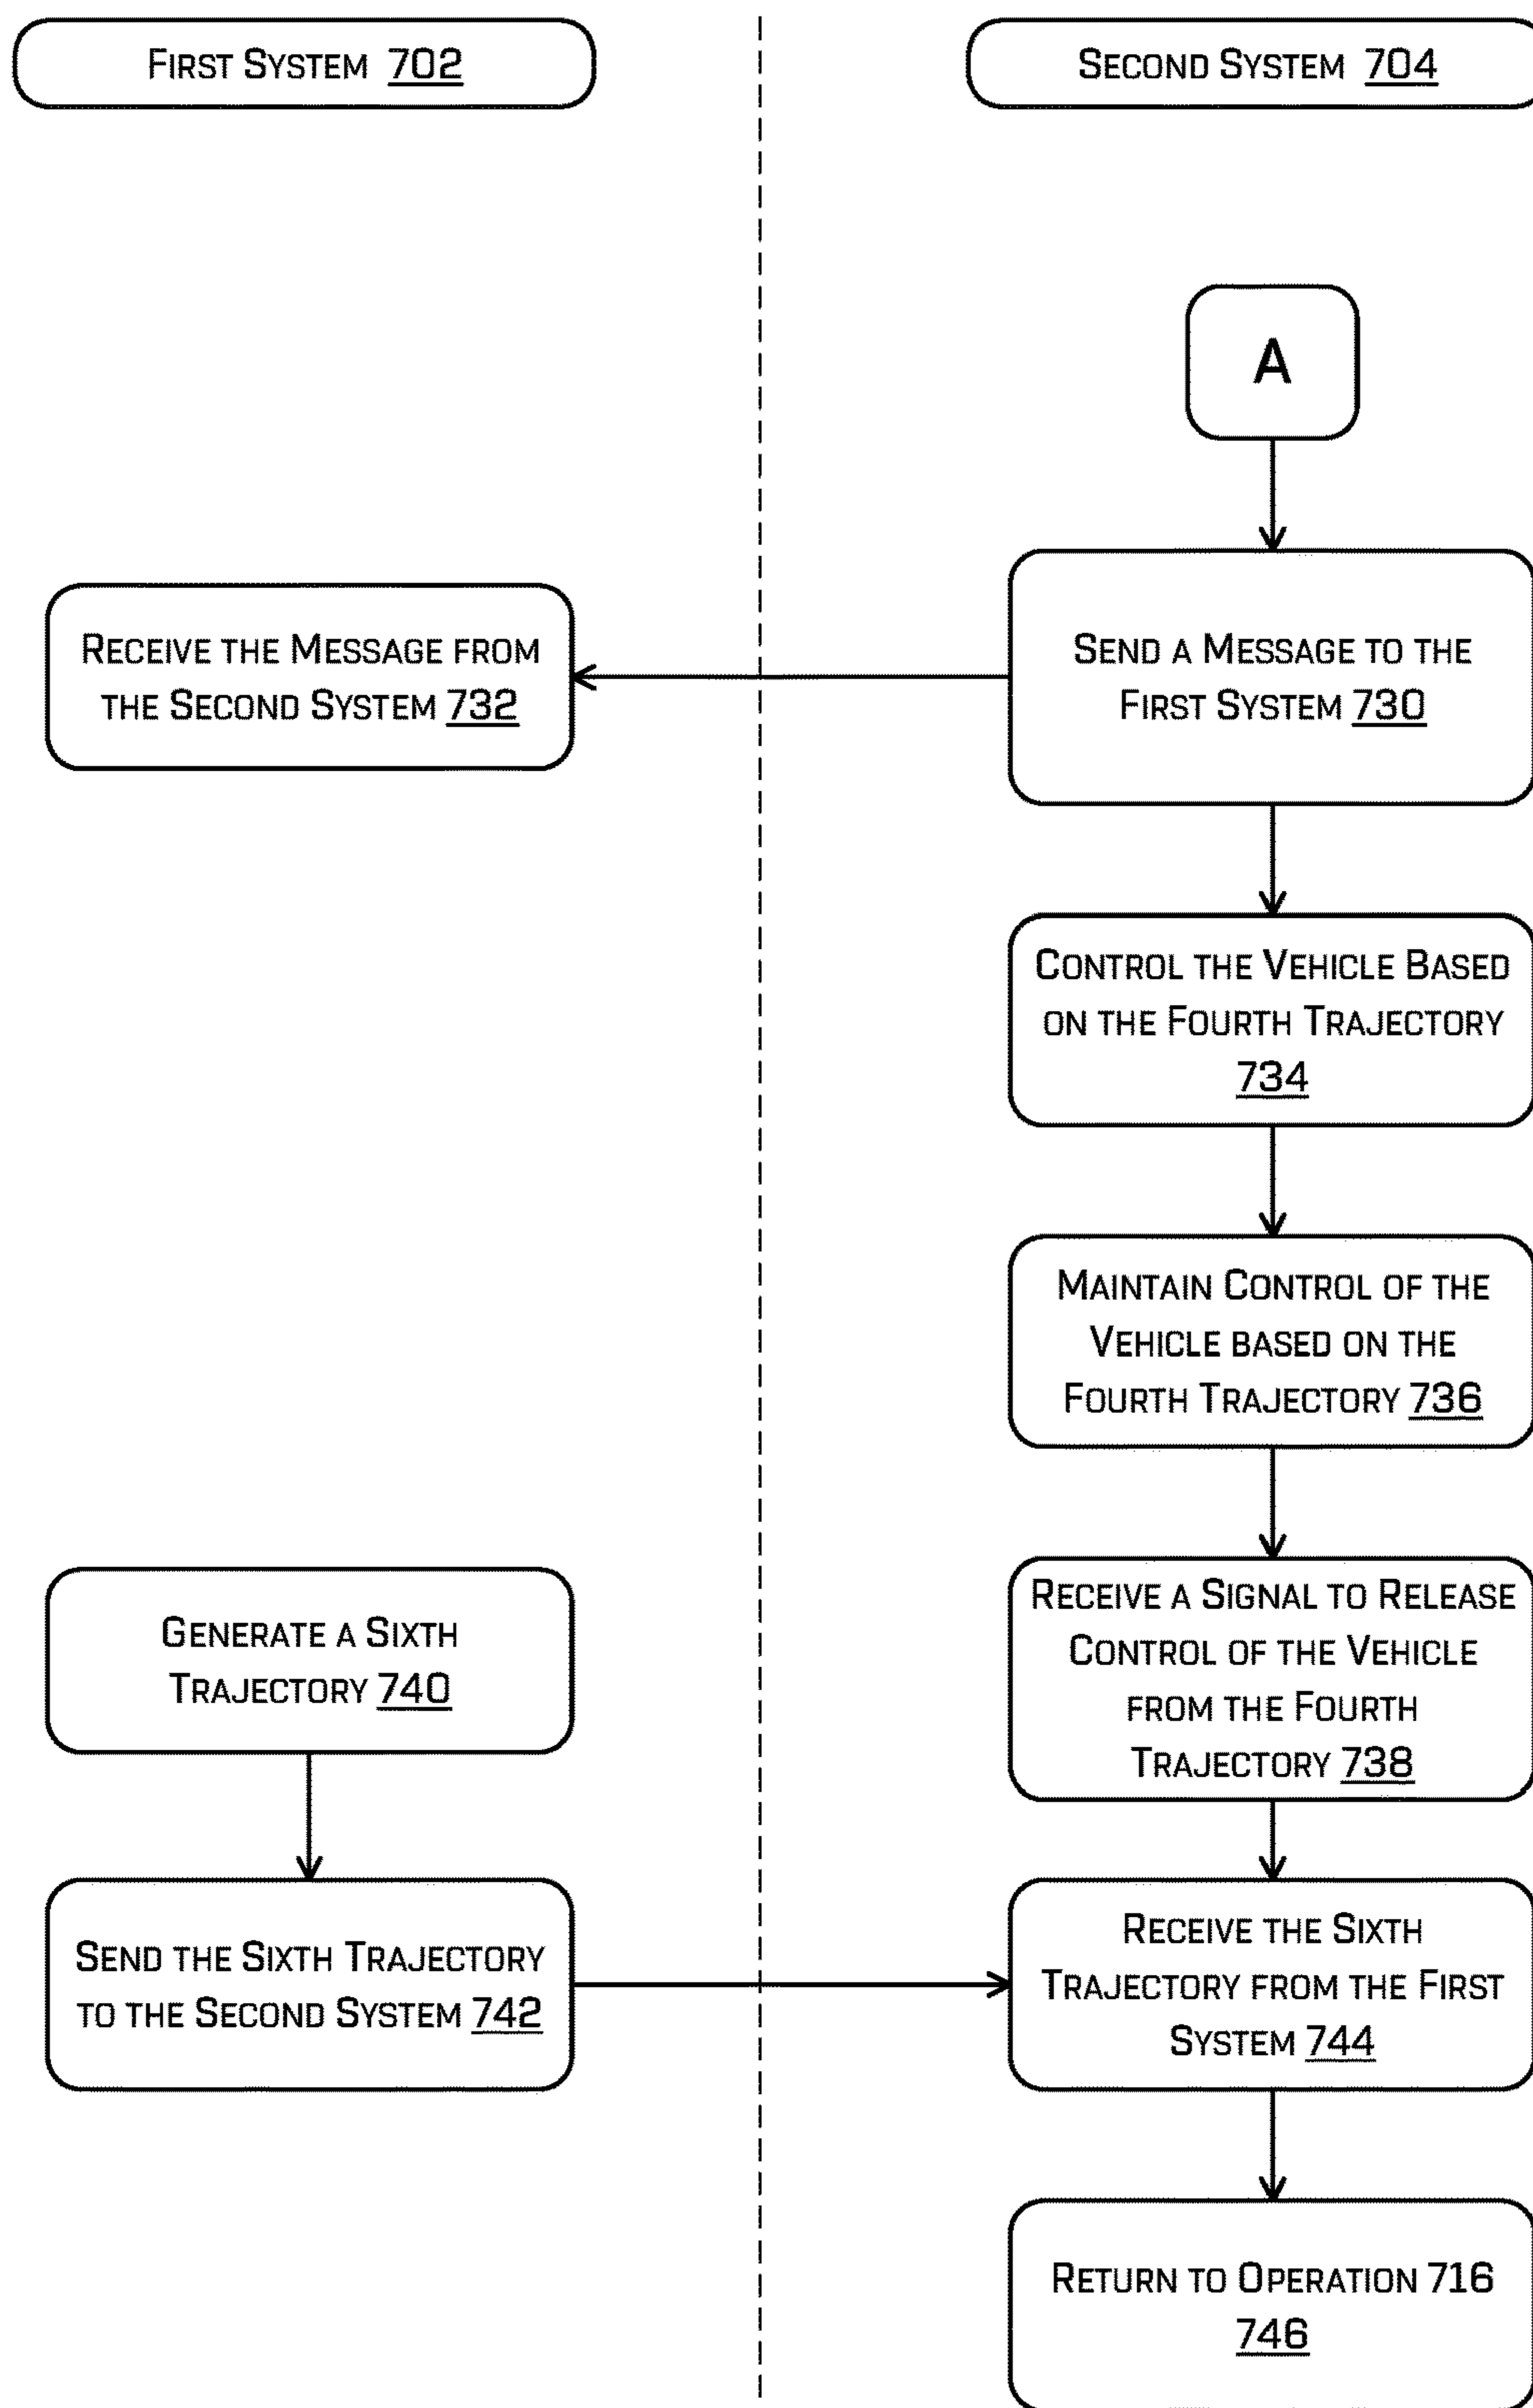 First System 702
Second System 704
A
Receive the Message from
the Second System 732
Send a Message to the
First System 730
Control the Vehicle Based
on the Fourth Trajectory
734
Maintain Control of the
Vehicle based on the
Fourth Trajectory 736
Receive a Signal to Release
Control of the Vehicle
from the Fourth
Trajectory 738
Generate a Sixth
Trajectory 740
Send the Sixth Trajectory
to the Second System 742
Receive the Sixth
Trajectory from the First
System 744
Return to Operation 716
746